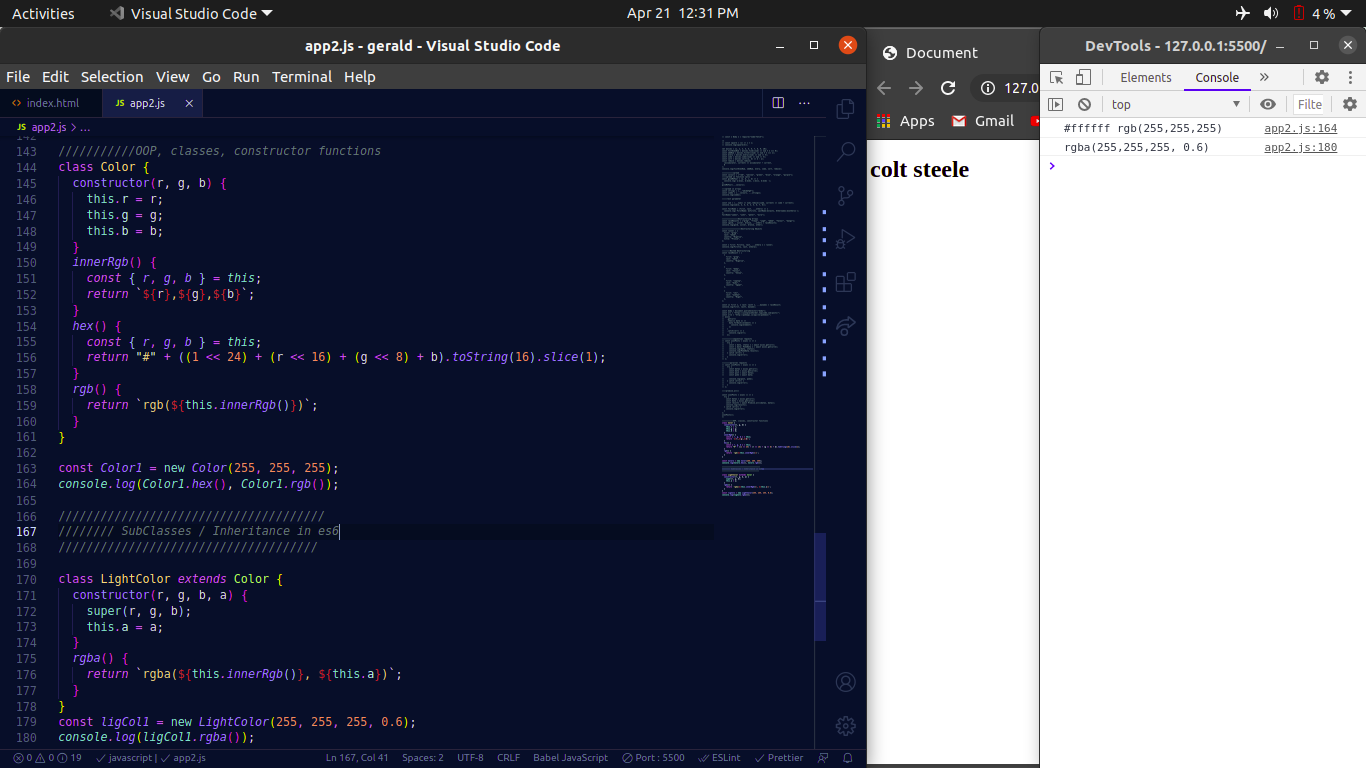 Activities Visual Studio Code Apr 21 12:31 PM 4 %
app2.js - gerald - Visual Studio Code
File Edit Selection View Go Run Terminal Help
index.html JS app2.js
JS app2.js > ...
142
143 ///////////OOP, classes, constructor functions
144 class Color {
145 constructor(r, g, b) {
146 this.r = r;
147 this.g = g;
148 this.b = b;
149 }
150 innerRgb() {
151 const { r, g, b } = this;
152 return `${r},${g},${b}`;
153 }
154 hex() {
155 const { r, g, b } = this;
156 return "#" + ((1 << 24) + (r << 16) + (g << 8) + b).toString(16).slice(1);
157 }
158 rgb() {
159 return `rgb(${this.innerRgb()})`;
160 }
161 }
162
163 const Color1 = new Color(255, 255, 255);
164 console.log(Color1.hex(), Color1.rgb());
165
166 //////////////////////////////////////
167 //////// SubClasses / Inheritance in es6
168 /////////////////////////////////////
169
170 class LightColor extends Color {
171 constructor(r, g, b, a) {
172 super(r, g, b);
173 this.a = a;
174 }
175 rgba() {
176 return `rgba(${this.innerRgb()}, ${this.a})`;
177 }
178 }
179 const ligCol1 = new LightColor(255, 255, 255, 0.6);
180 console.log(ligCol1.rgba());
0 0 19 javascript | app2.js Ln 167, Col 41 Spaces: 2 UTF-8 CRLF Babel JavaScript Port : 5500 ESLint Prettier
Document
127.0
Apps Gmail
colt steele
DevTools - 127.0.0.1:5500/
Elements Console
top Filte
#ffffff rgb(255,255,255) app2.js:164
rgba(255,255,255, 0.6) app2.js:180